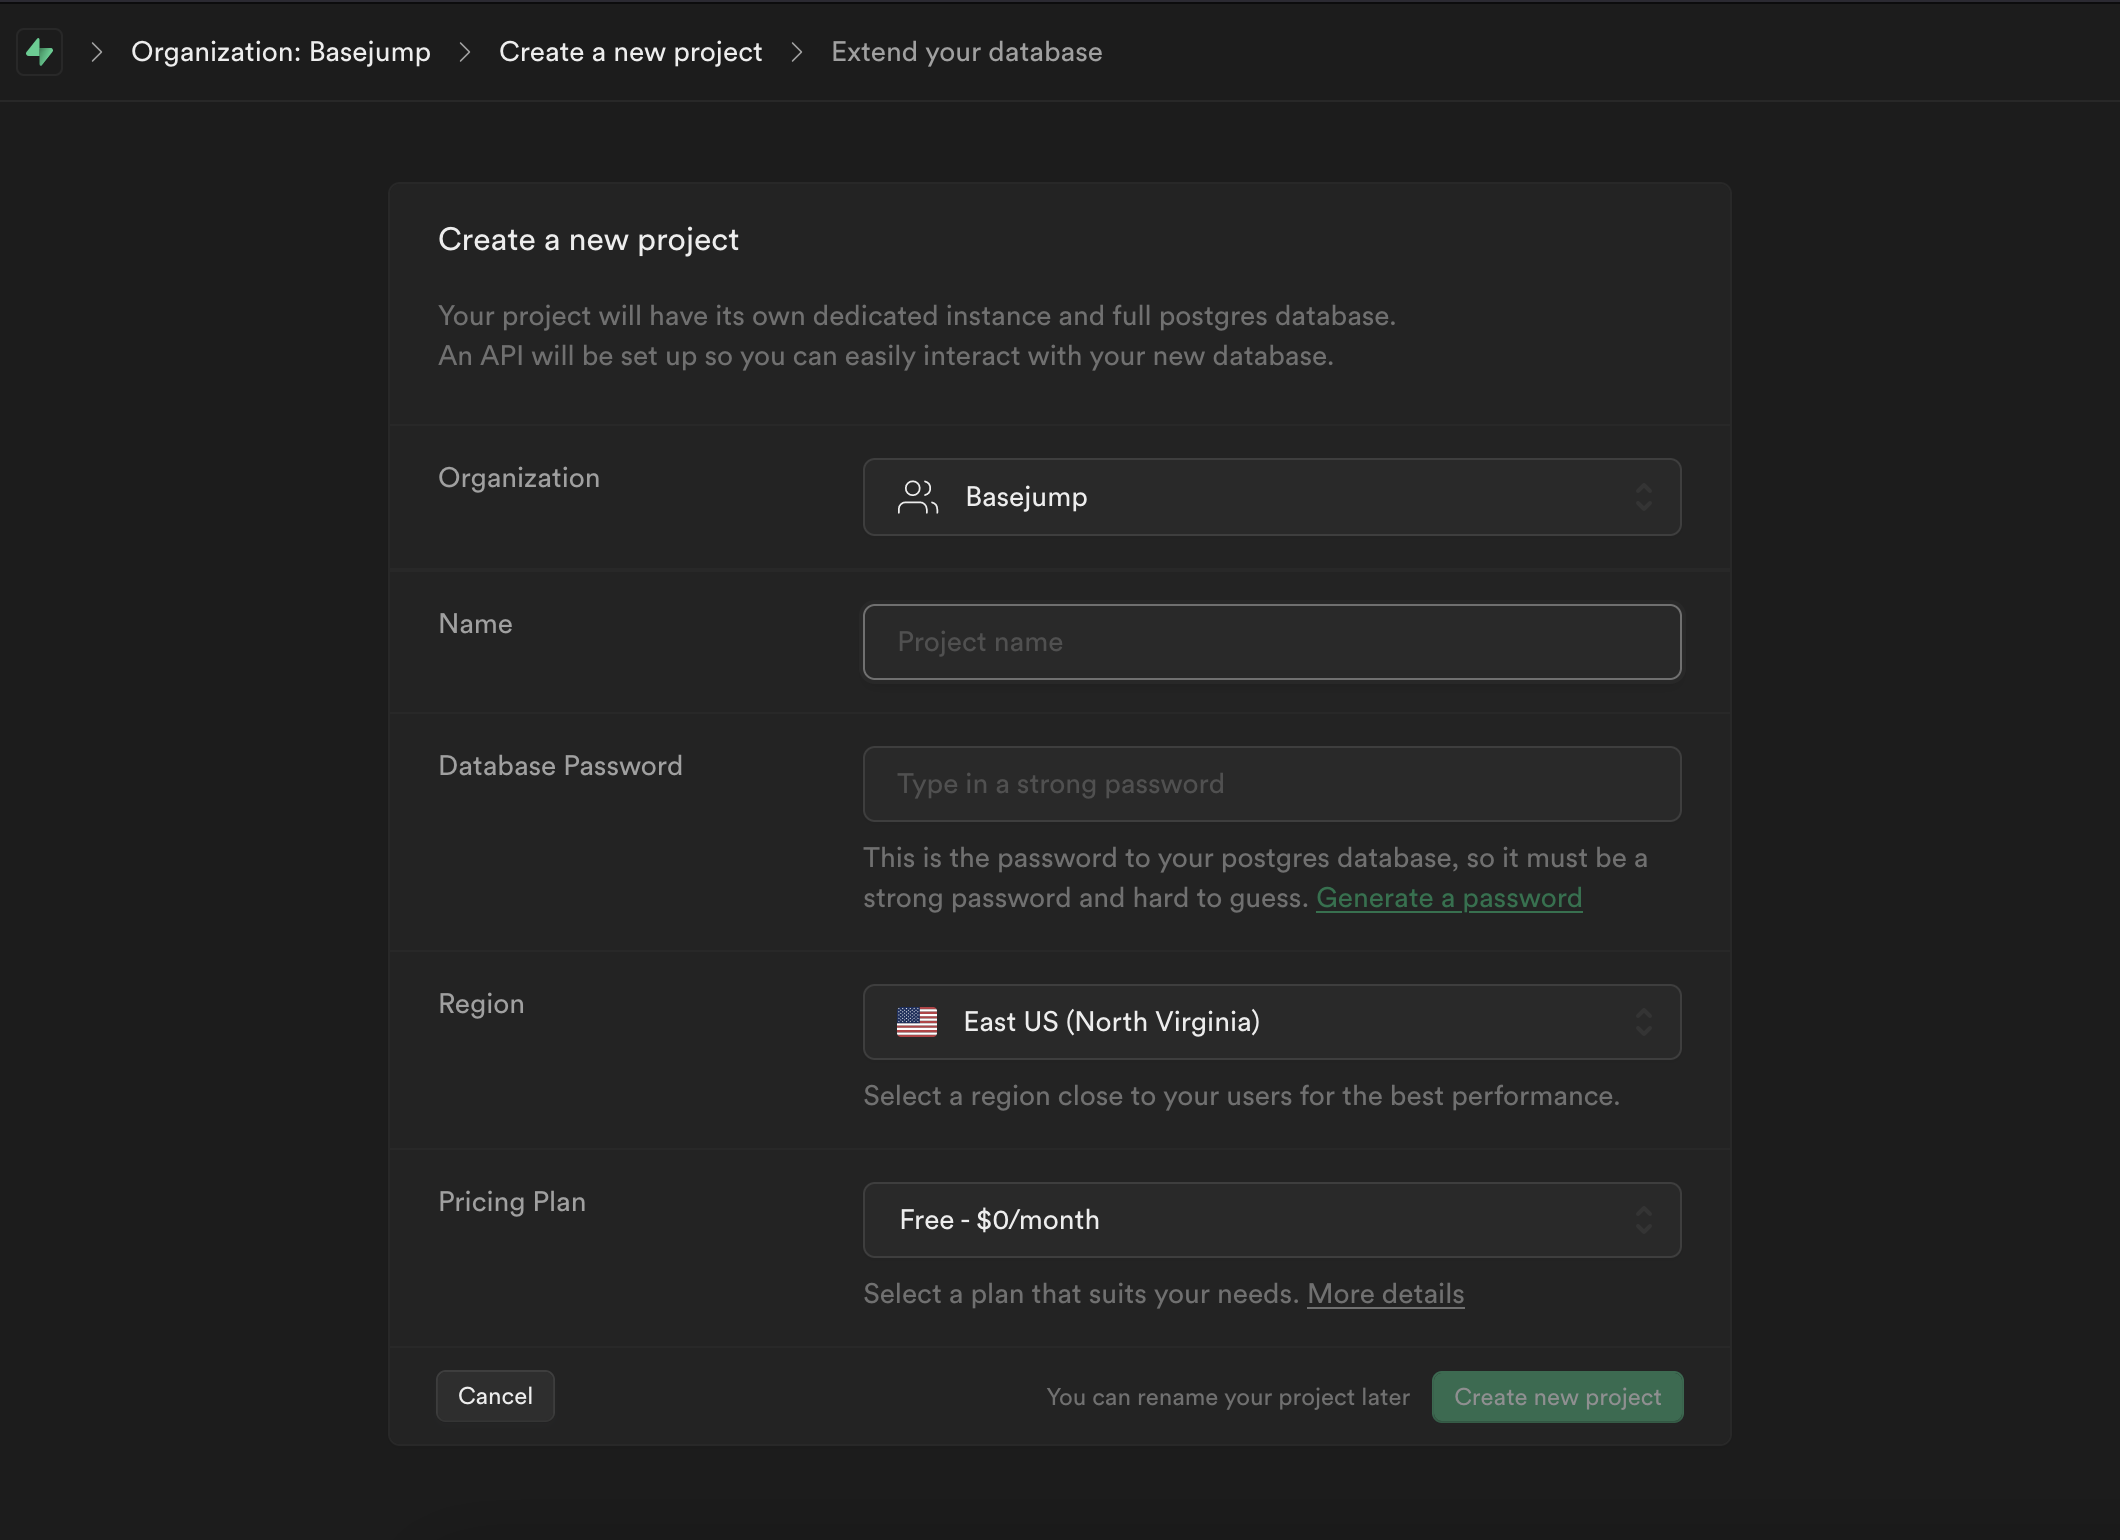 Organization: Basejump > Create a new project > Extend your database
Create a new project
Your project will have its own dedicated instance and full postgres database.
An API will be set up so you can easily interact with your new database.
Organization
Basejump
Name
Project name
Database Password
Type in a strong password
This is the password to your postgres database, so it must be a
strong password and hard to guess. Generate a password
Region
East US (North Virginia)
Select a region close to your users for the best performance.
Pricing Plan
Free - $0/month
Select a plan that suits your needs. More details
Cancel
You can rename your project later
Create new project